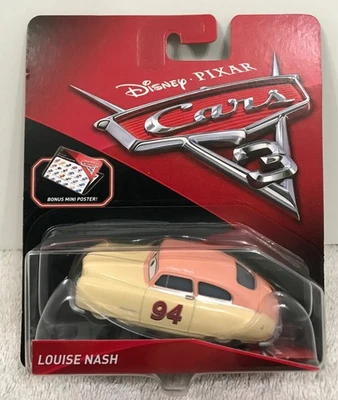 DISNEY·PIXAR
Cars
3
BONUS MINI POSTER!
94
LOUISE NASH